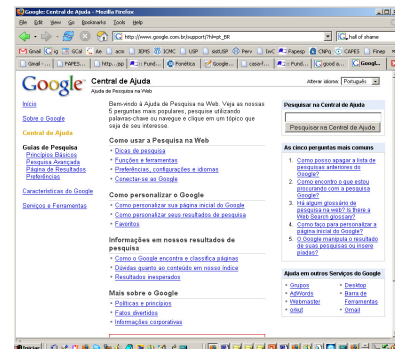 Google: Central de Ajuda - Mozilla Firefox
File Edit View Go Bookmarks Tools Help
http://www.google.com.br/support/?hl=pt_BR
hall of shame
Gmail
Google
Central de Ajuda
Ajuda de Pesquisa na Web
Alterar idioma: Português
Início
Sobre o Google
Central de Ajuda
Guias de Pesquisa
Princípios Básicos
Pesquisa Avançada
Página de Resultados
Preferências
Características do Google
Serviços e Ferramentas
Bem-vindo à Ajuda de Pesquisa na Web. Veja as nossas
5 perguntas mais populares, pesquise utilizando
palavras-chave ou navegue e clique em um tópico que
seja de seu interesse.
Como usar a Pesquisa na Web
• Dicas de pesquisa
• Funções e ferramentas
• Preferências, configurações e idiomas
• Conectar-se ao Google
Como personalizar o Google
• Como personalizar sua página inicial do Google
• Como personalizar seus resultados de pesquisa
• Favoritos
Informações em nossos resultados de
pesquisa
• Como o Google encontra e classifica páginas
• Dúvidas quanto ao conteúdo em nosso índice
• Resultados inesperados
Mais sobre o Google
• Políticas e princípios
• Fatos divertidos
• Informações corporativas
Pesquisar na Central de Ajuda
Pesquisar na Central de Ajuda
As cinco perguntas mais comuns
1. Como posso apagar a lista de
pesquisas anteriores do
Google?
2. Como encontro o que estou
procurando com a pesquisa
Google?
3. Há algum glossário de
pesquisa na web? Is there a
Web Search glossary?
4. Como faço para personalizar a
página inicial do Google?
5. O Google manipula o resultado
de suas pesquisas ou insere
piadas?
Ajuda em outros Serviços do Google
• Grupos
• AdWords
• Webmaster
• orkut
• Desktop
• Barra de
Ferramentas
• Gmail
Iniciar